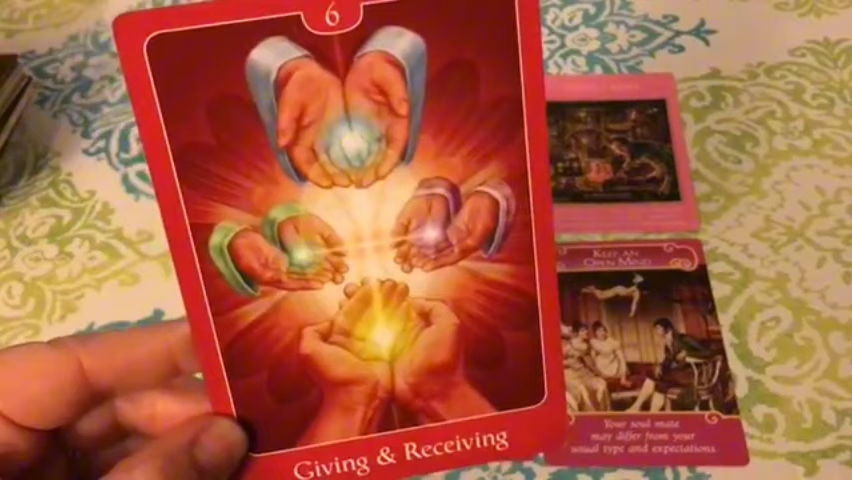 6
Giving & Receiving
KEEP AN
OPEN MIND
Your soul mate
may differ from your
usual type and expectations.